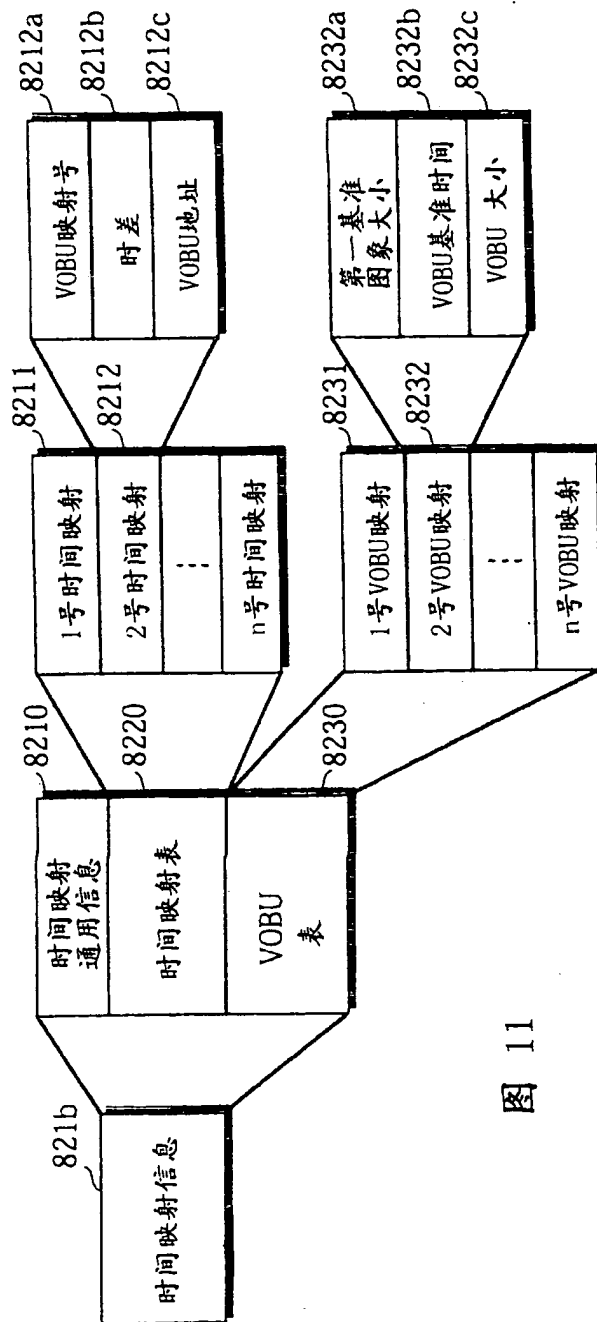 821b
时间映射信息
8210
时间映射
通用信息
8220
时间映射表
8230
VOBU
表
8211
1号时间映射
8212
2号时间映射
⋯
n号时间映射
8231
1号VOBU映射
8232
2号VOBU映射
⋯
n号VOBU映射
8212a
VOBU映射号
8212b
时差
8212c
VOBU地址
8232a
第一基准
图象大小
8232b
VOBU基准时间
8232c
VOBU 大小
图 11